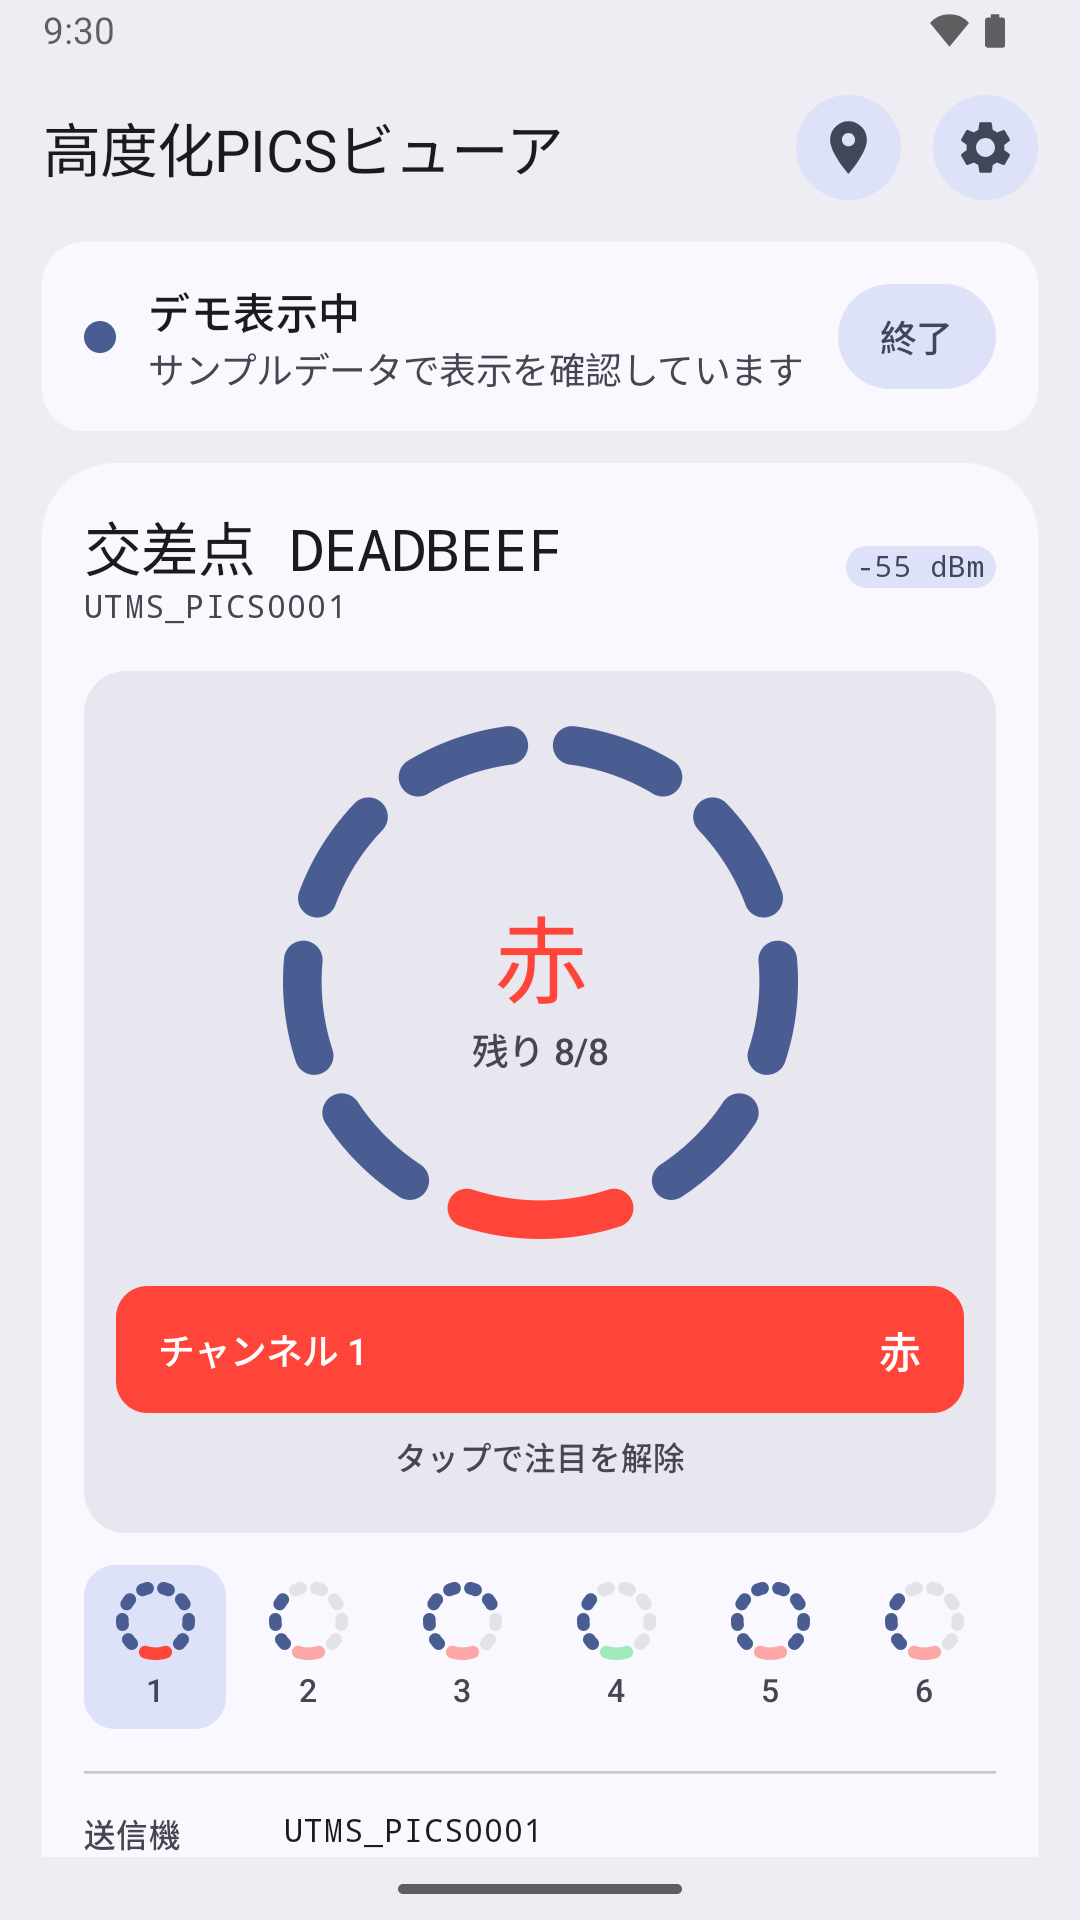 9:30
高度化PICSビューア
デモ表示中
サンプルデータで表示を確認しています
終了
交差点 DEADBEEF
UTMS_PICS0001
-55 dBm
赤
残り 8/8
チャンネル 1
赤
タップで注目を解除
1
2
3
4
5
6
送信機
UTMS_PICS0001